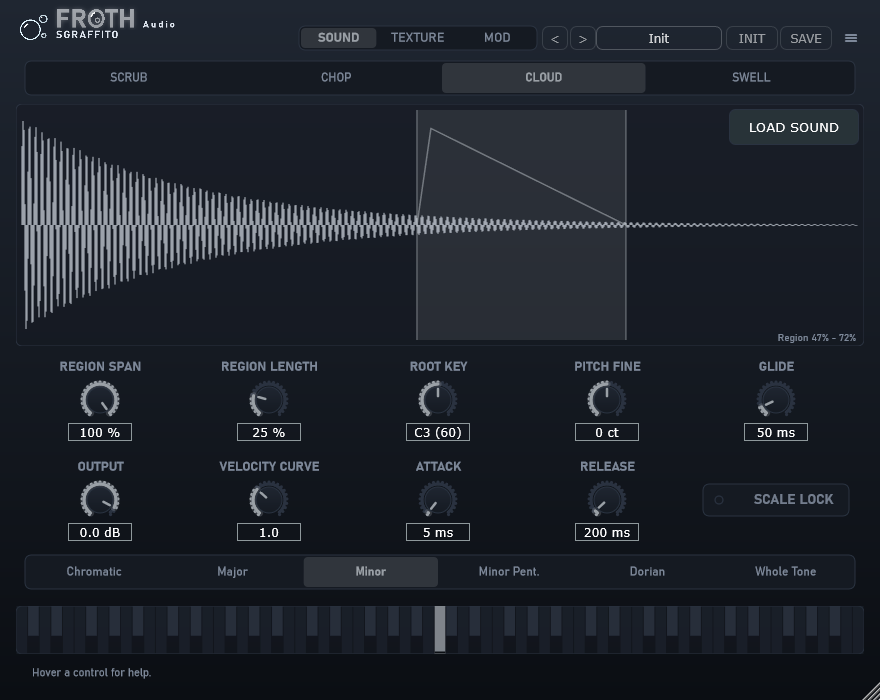 FROTH Audio
SGRAFFITO
SOUND TEXTURE MOD < > Init INIT SAVE
SCRUB CHOP CLOUD SWELL
LOAD SOUND
Region 47% - 72%
REGION SPAN REGION LENGTH ROOT KEY PITCH FINE GLIDE
100 % 25 % C3 (60) 0 ct 50 ms
OUTPUT VELOCITY CURVE ATTACK RELEASE
SCALE LOCK
0.0 dB 1.0 5 ms 200 ms
Chromatic Major Minor Minor Pent. Dorian Whole Tone
Hover a control for help.